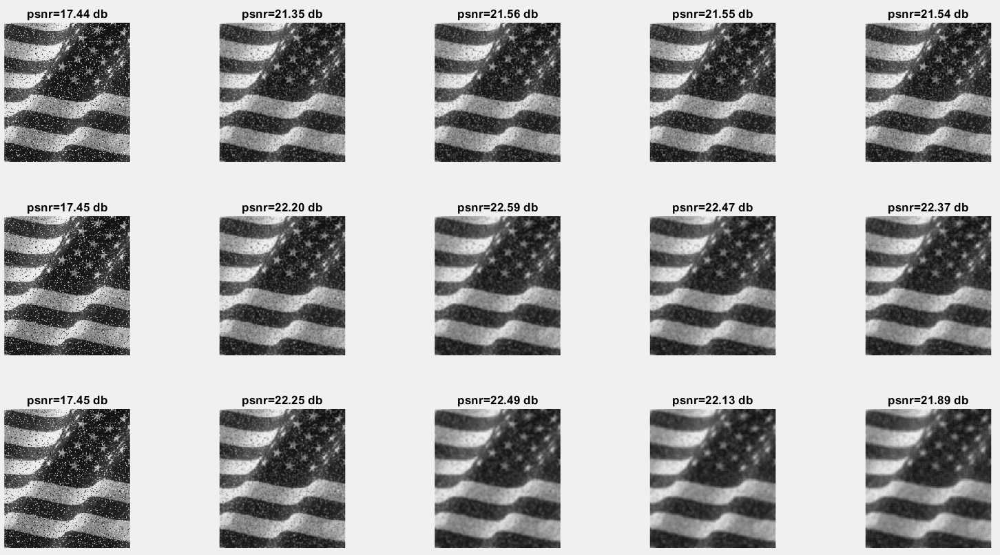 psnr=17.44 db psnr=21.35 db psnr=21.56 db psnr=21.55 db psnr=21.54 db
psnr=17.45 db psnr=22.20 db psnr=22.59 db psnr=22.47 db psnr=22.37 db
psnr=17.45 db psnr=22.25 db psnr=22.49 db psnr=22.13 db psnr=21.89 db